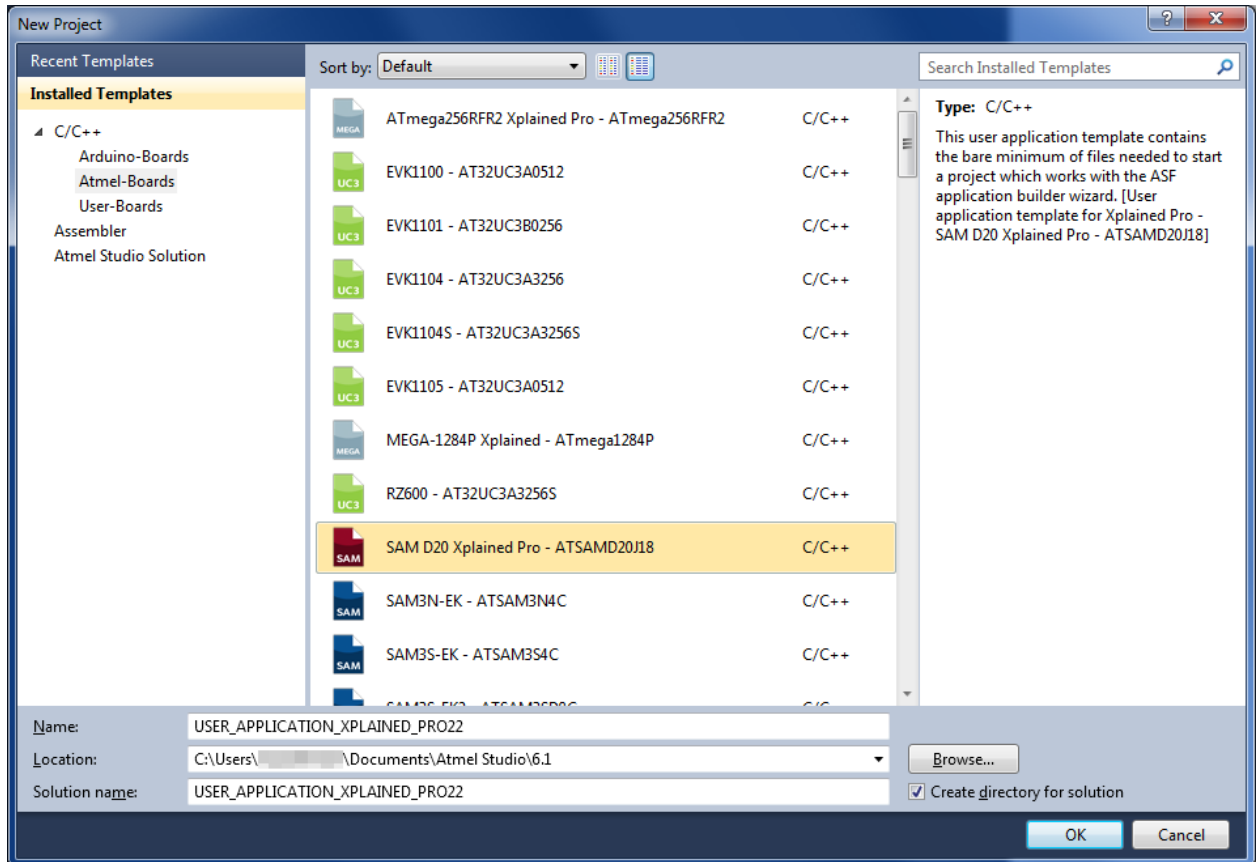 New Project
Recent Templates
Installed Templates
C/C++
Arduino-Boards
Atmel-Boards
User-Boards
Assembler
Atmel Studio Solution
Sort by: Default
Search Installed Templates
MEGA ATmega256RFR2 Xplained Pro - ATmega256RFR2 C/C++
UC3 EVK1100 - AT32UC3A0512 C/C++
UC3 EVK1101 - AT32UC3B0256 C/C++
UC3 EVK1104 - AT32UC3A3256 C/C++
UC3 EVK1104S - AT32UC3A3256S C/C++
UC3 EVK1105 - AT32UC3A0512 C/C++
MEGA MEGA-1284P Xplained - ATmega1284P C/C++
UC3 RZ600 - AT32UC3A3256S C/C++
SAM SAM D20 Xplained Pro - ATSAMD20J18 C/C++
SAM SAM3N-EK - ATSAM3N4C C/C++
SAM SAM3S-EK - ATSAM3S4C C/C++
Type: C/C++
This user application template contains
the bare minimum of files needed to start
a project which works with the ASF
application builder wizard. [User
application template for Xplained Pro -
SAM D20 Xplained Pro - ATSAMD20J18]
Name: USER_APPLICATION_XPLAINED_PRO22
Location: C:\Users\ \Documents\Atmel Studio\6.1
Browse...
Solution name: USER_APPLICATION_XPLAINED_PRO22
Create directory for solution
OK Cancel